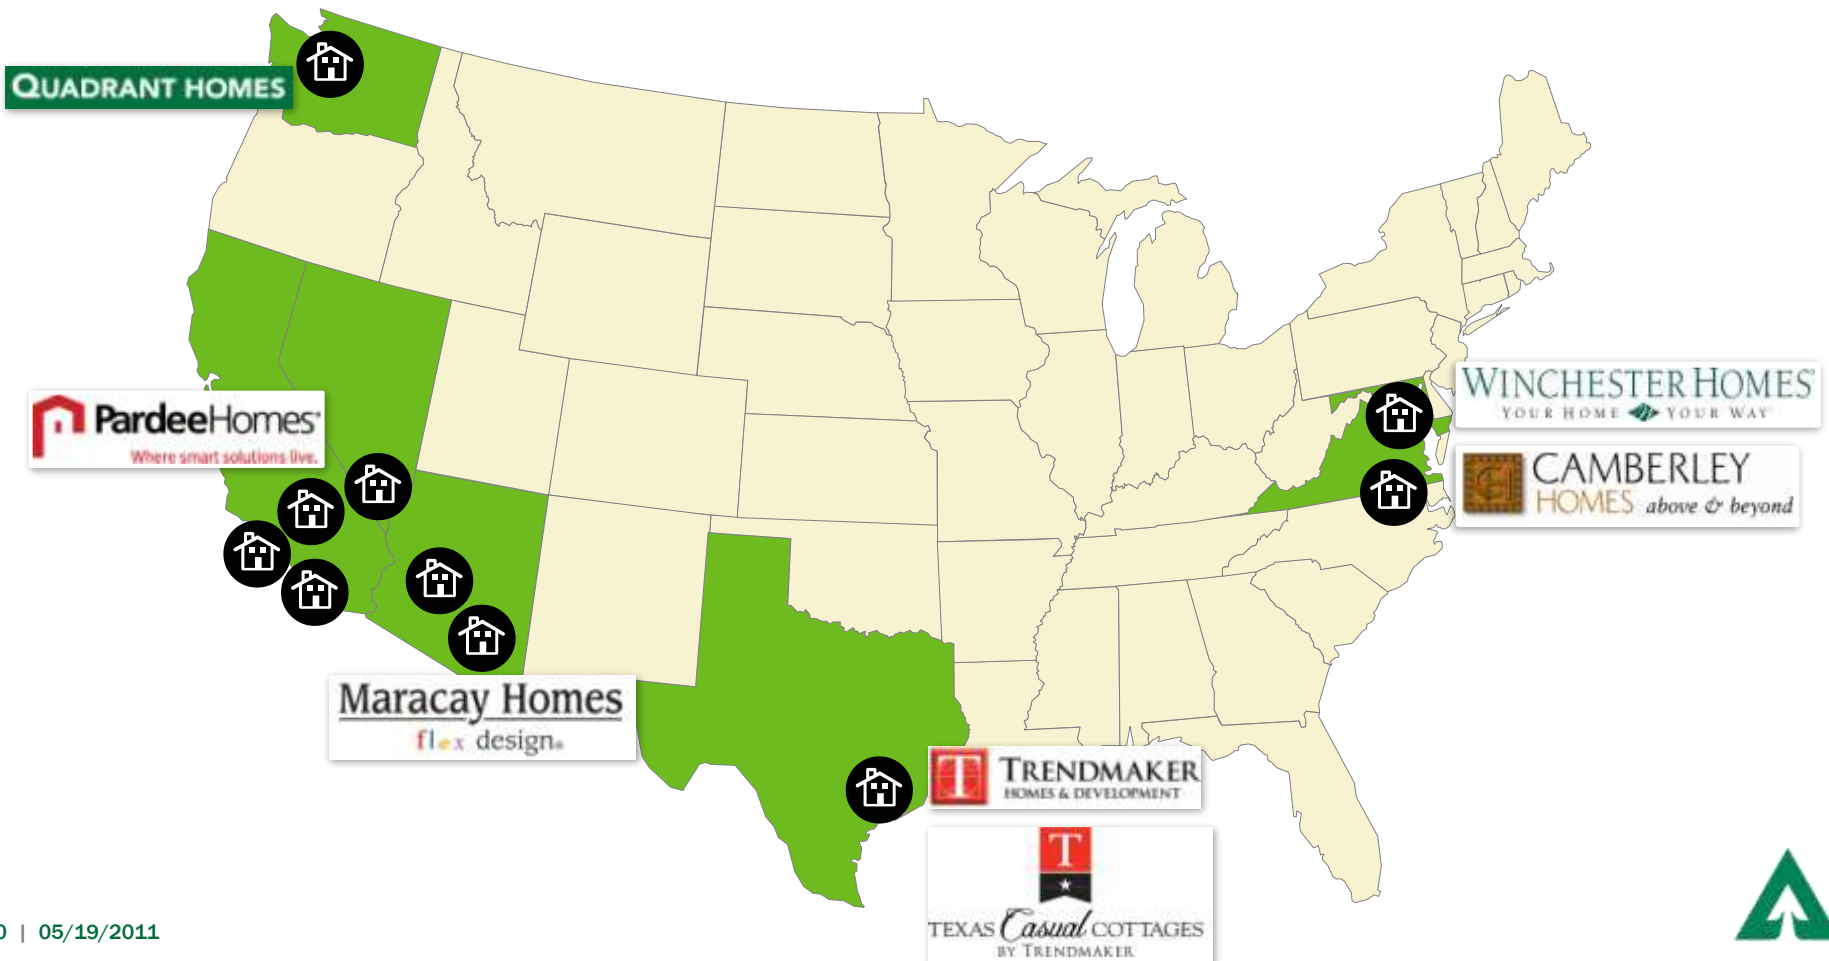 QUADRANT HOMES
PardeeHomes
Where smart solutions live.
WINCHESTER HOMES
YOUR HOME YOUR WAY
CAMBERLEY
HOMES above & beyond
Maracay Homes
flex design
T TRENDMAKER
HOMES & DEVELOPMENT
T
TEXAS Casual COTTAGES
BY TRENDMAKER
0 | 05/19/2011